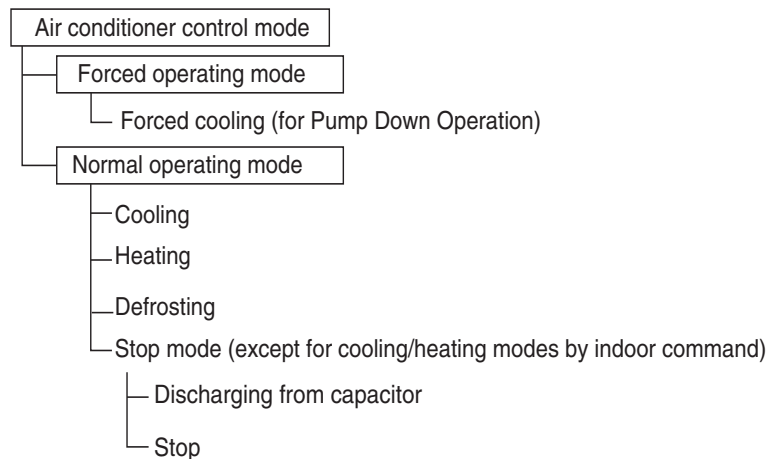 Air conditioner control mode
Forced operating mode
Forced cooling (for Pump Down Operation)
Normal operating mode
Cooling
Heating
Defrosting
Stop mode (except for cooling/heating modes by indoor command)
Discharging from capacitor
Stop